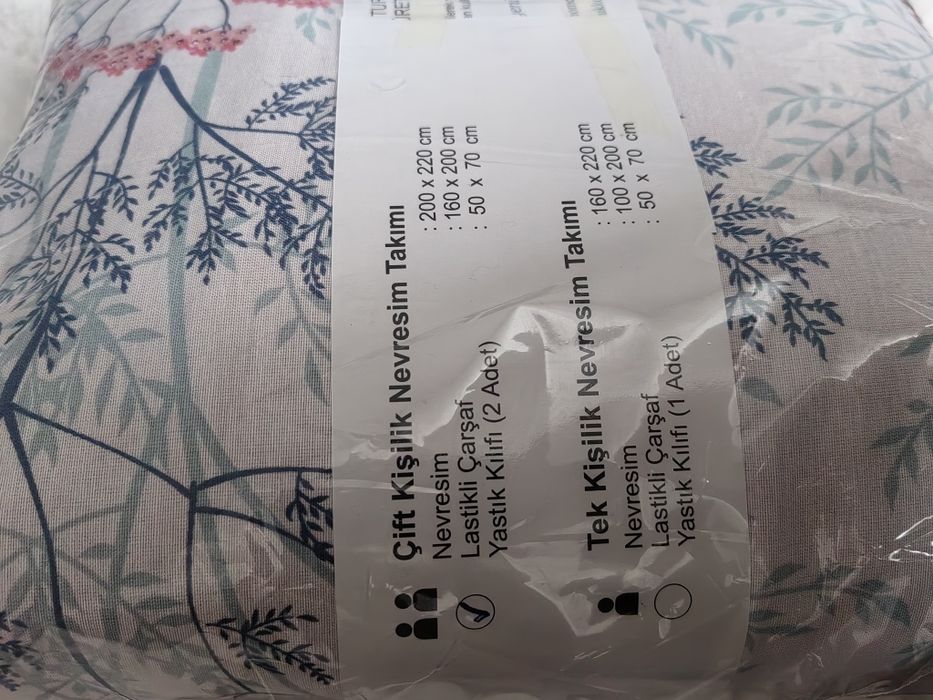 Çift Kişilik Nevresim Takımı
Nevresim : 200 x 220 cm
Lastikli Çarşaf : 160 x 200 cm
Yastık Kılıfı (2 Adet) : 50 x 70 cm
Tek Kişilik Nevresim Takımı
Nevresim : 160 x 220 cm
Lastikli Çarşaf : 100 x 200 cm
Yastık Kılıfı (1 Adet) : 50 x 70 cm